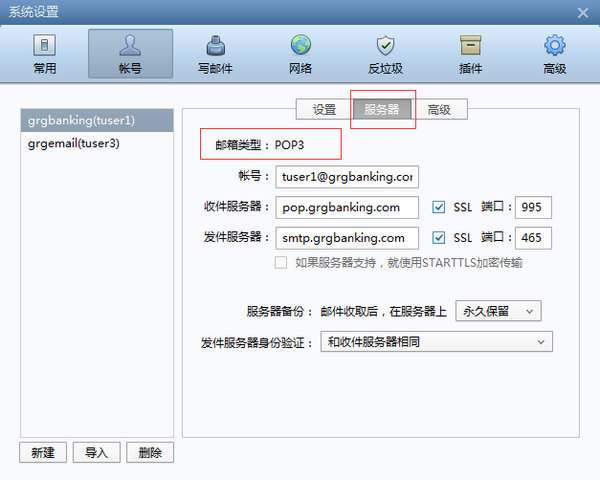 系统设置
常用 帐号 写邮件 网络 反垃圾 插件 高级
grgbanking(tuser1)
grgemail(tuser3)
设置 服务器 高级
邮箱类型：POP3
帐号： tuser1@grgbanking.con
收件服务器： pop.grgbanking.com SSL 端口： 995
发件服务器： smtp.grgbanking.com SSL 端口： 465
如果服务器支持，就使用STARTTLS加密传输
服务器备份： 邮件收取后，在服务器上 永久保留
发件服务器身份验证： 和收件服务器相同
新建 导入 删除